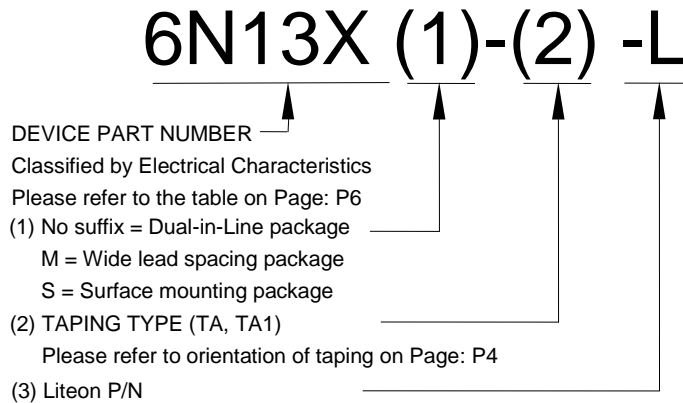 6N13X (1)-(2) -L
DEVICE PART NUMBER
Classified by Electrical Characteristics
Please refer to the table on Page: P6
(1) No suffix = Dual-in-Line package
M = Wide lead spacing package
S = Surface mounting package
(2) TAPING TYPE (TA, TA1)
Please refer to orientation of taping on Page: P4
(3) Liteon P/N